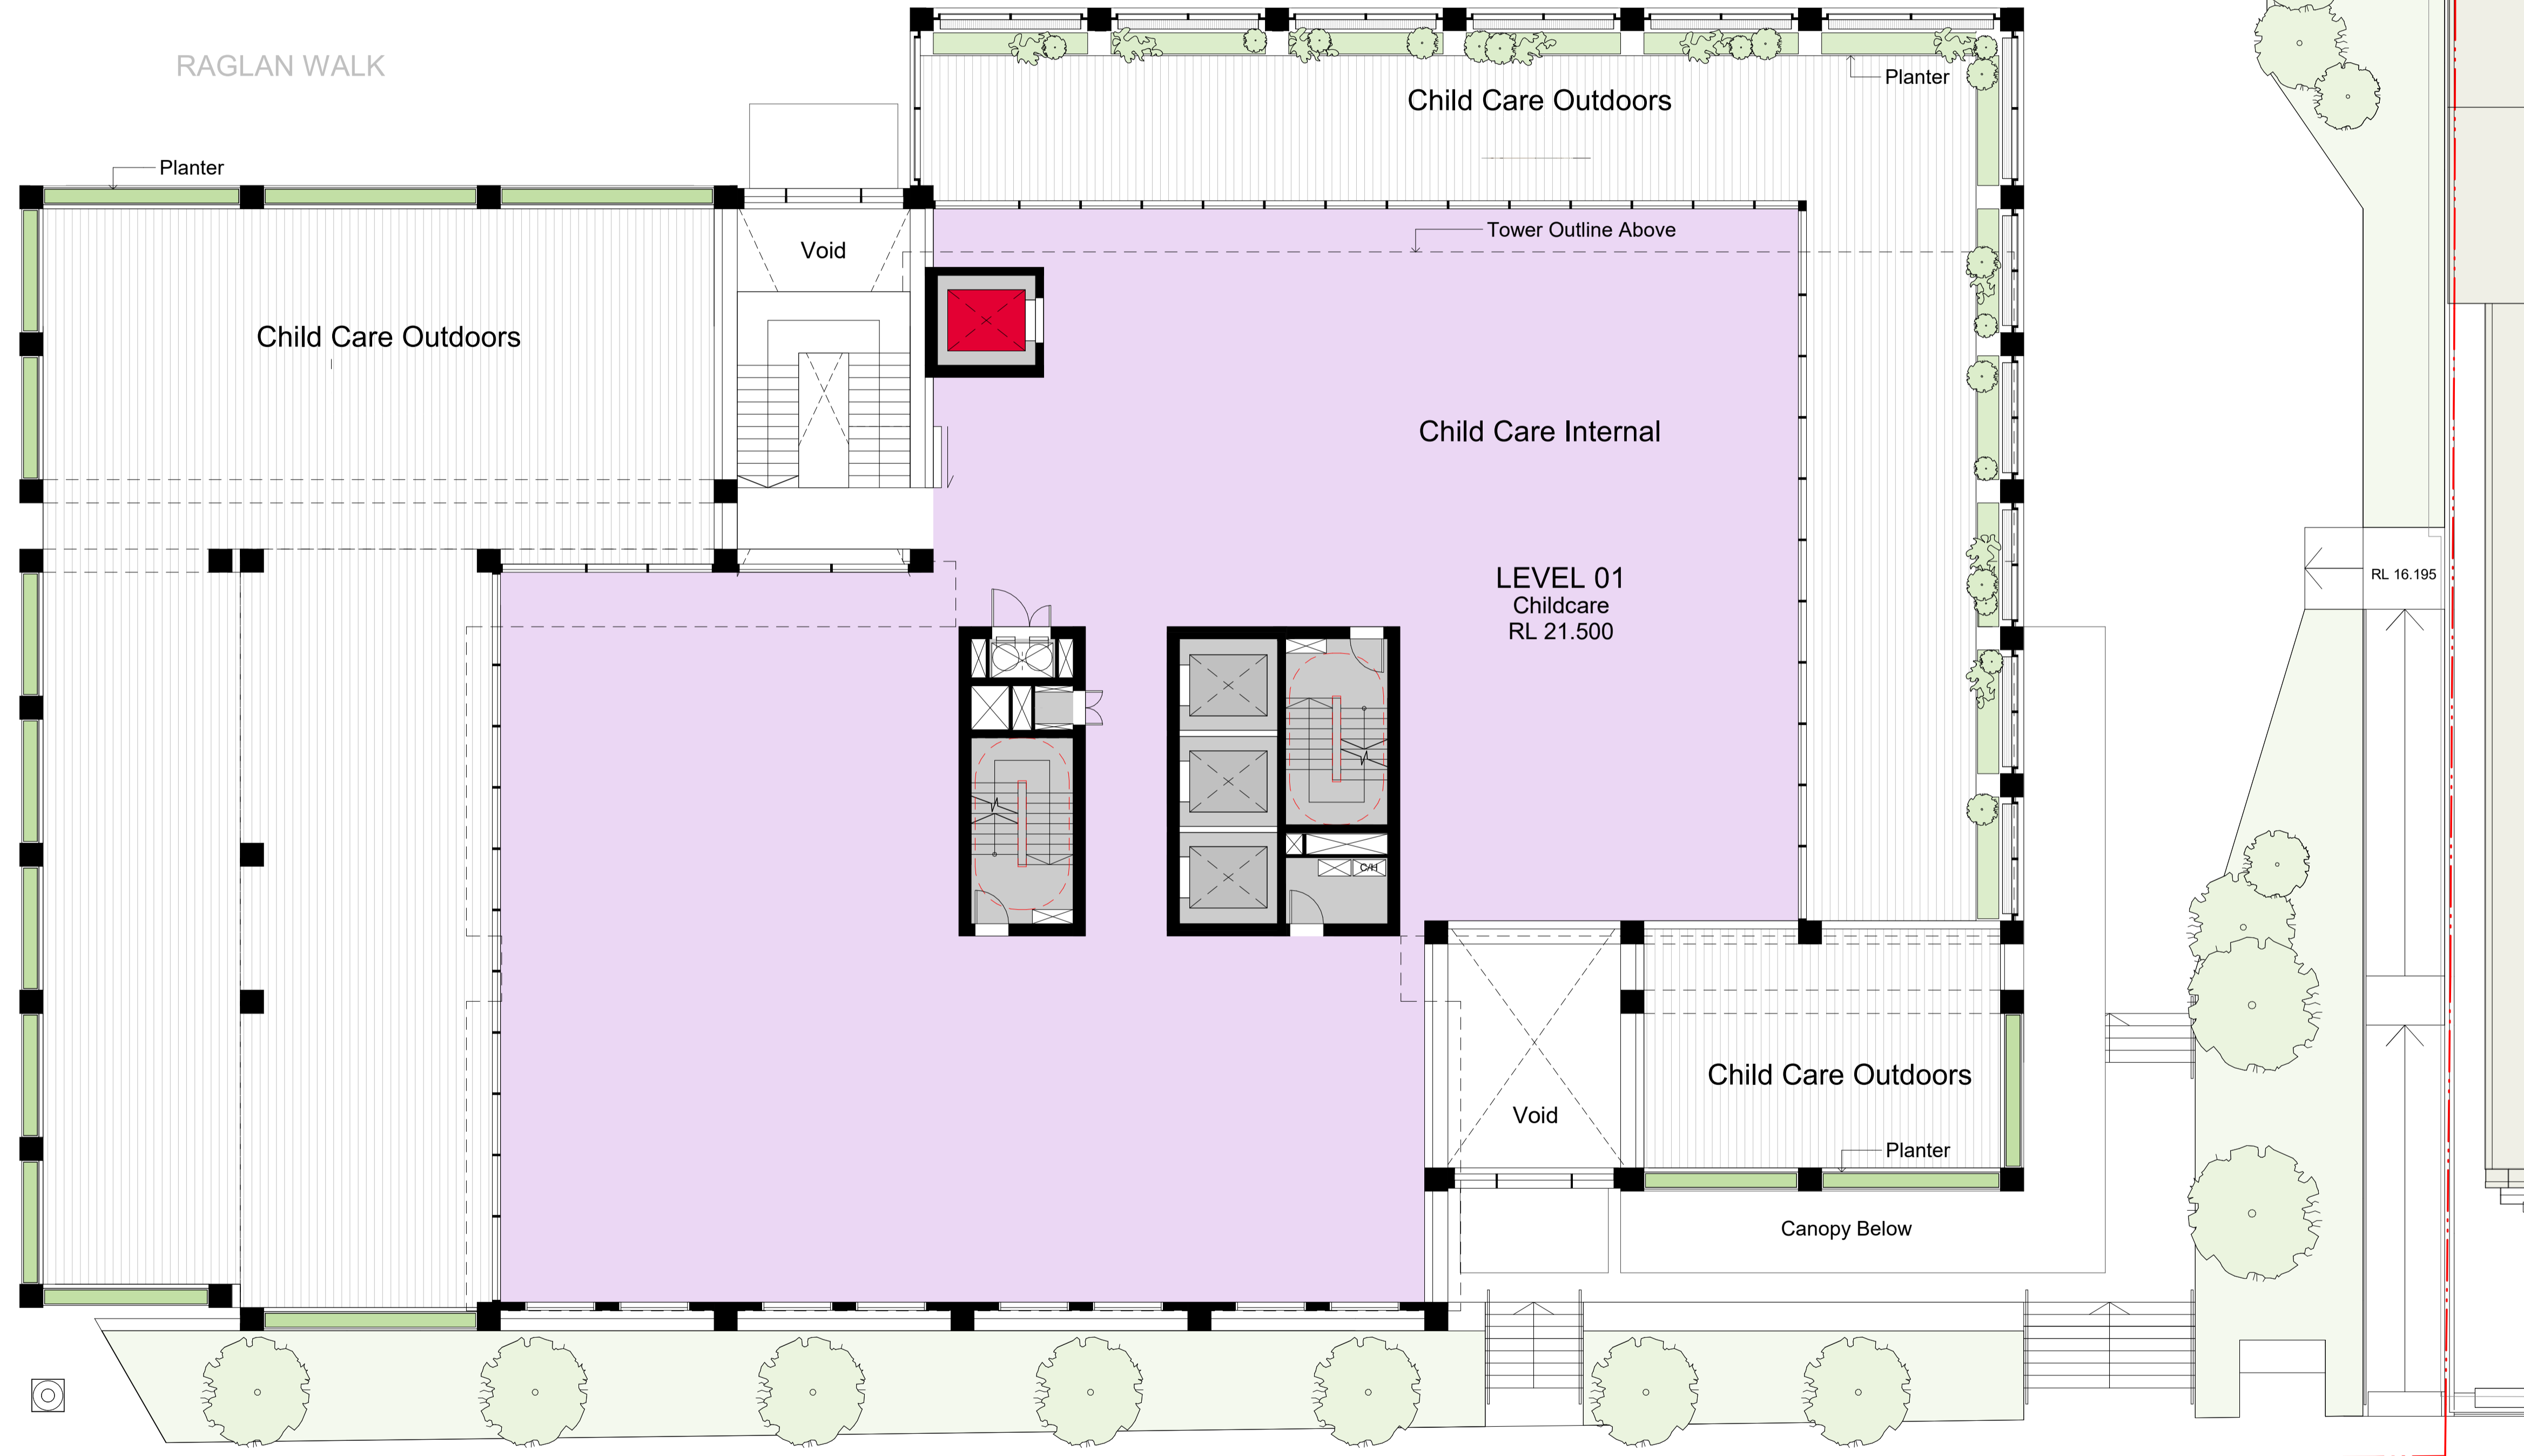 RAGLAN WALK
Planter
Child Care Outdoors
Planter
Void
Tower Outline Above
Child Care Outdoors
Child Care Internal
LEVEL 01
Childcare
RL 21.500
RL 16.195
C/H
Child Care Outdoors
Void
Planter
Canopy Below